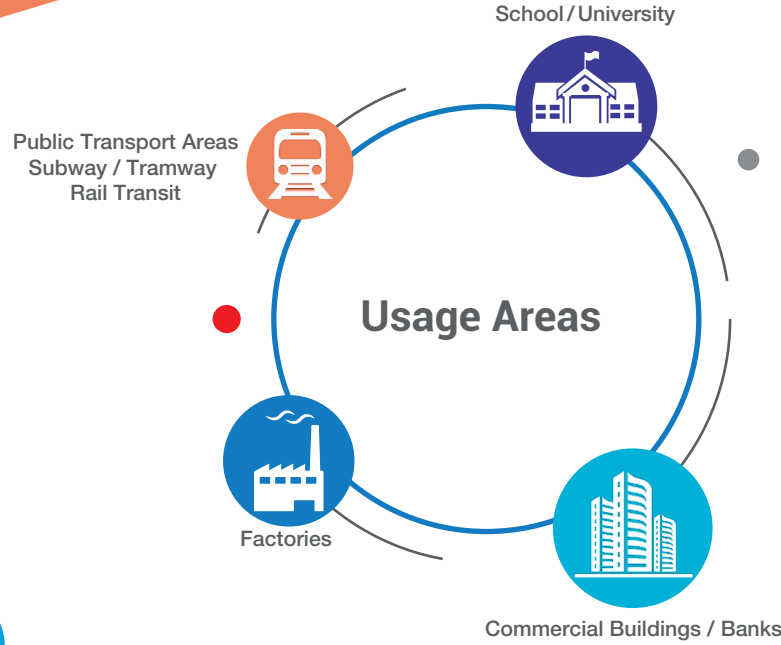 School / University
Public Transport Areas
Subway / Tramway
Rail Transit
Usage Areas
Factories
Commercial Buildings / Banks